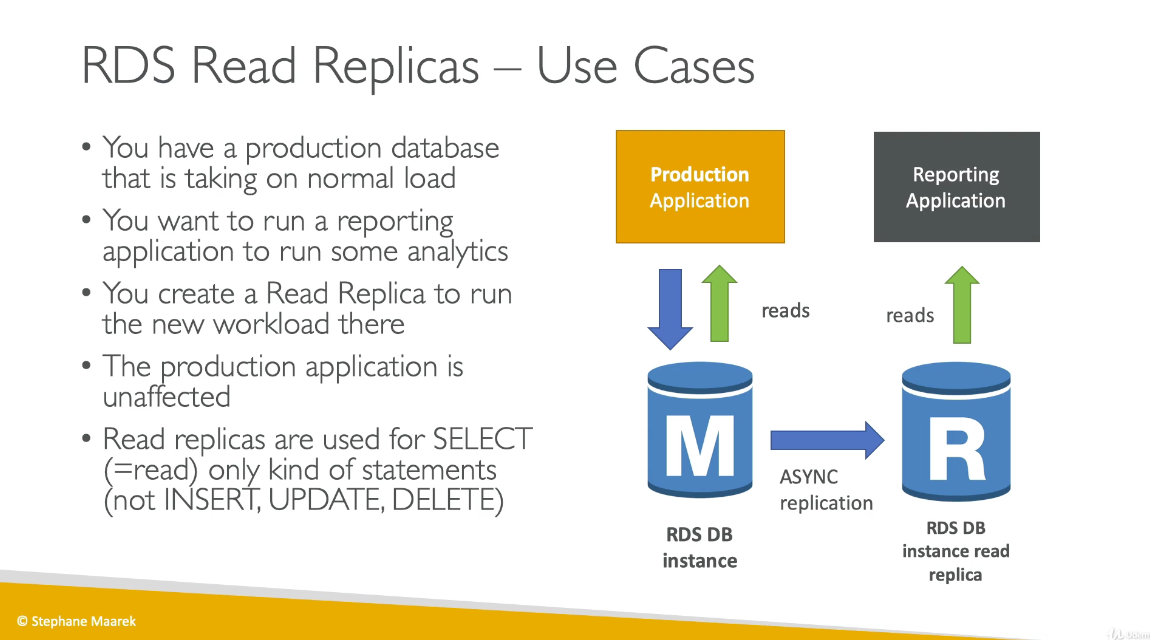 RDS Read Replicas – Use Cases
• You have a production database
that is taking on normal load
• You want to run a reporting
application to run some analytics
• You create a Read Replica to run
the new workload there
• The production application is
unaffected
• Read replicas are used for SELECT
(=read) only kind of statements
(not INSERT, UPDATE, DELETE)
Production
Application
Reporting
Application
reads
reads
M
R
ASYNC
replication
RDS DB
instance
RDS DB
instance read
replica
© Stephane Maarek
Udemy